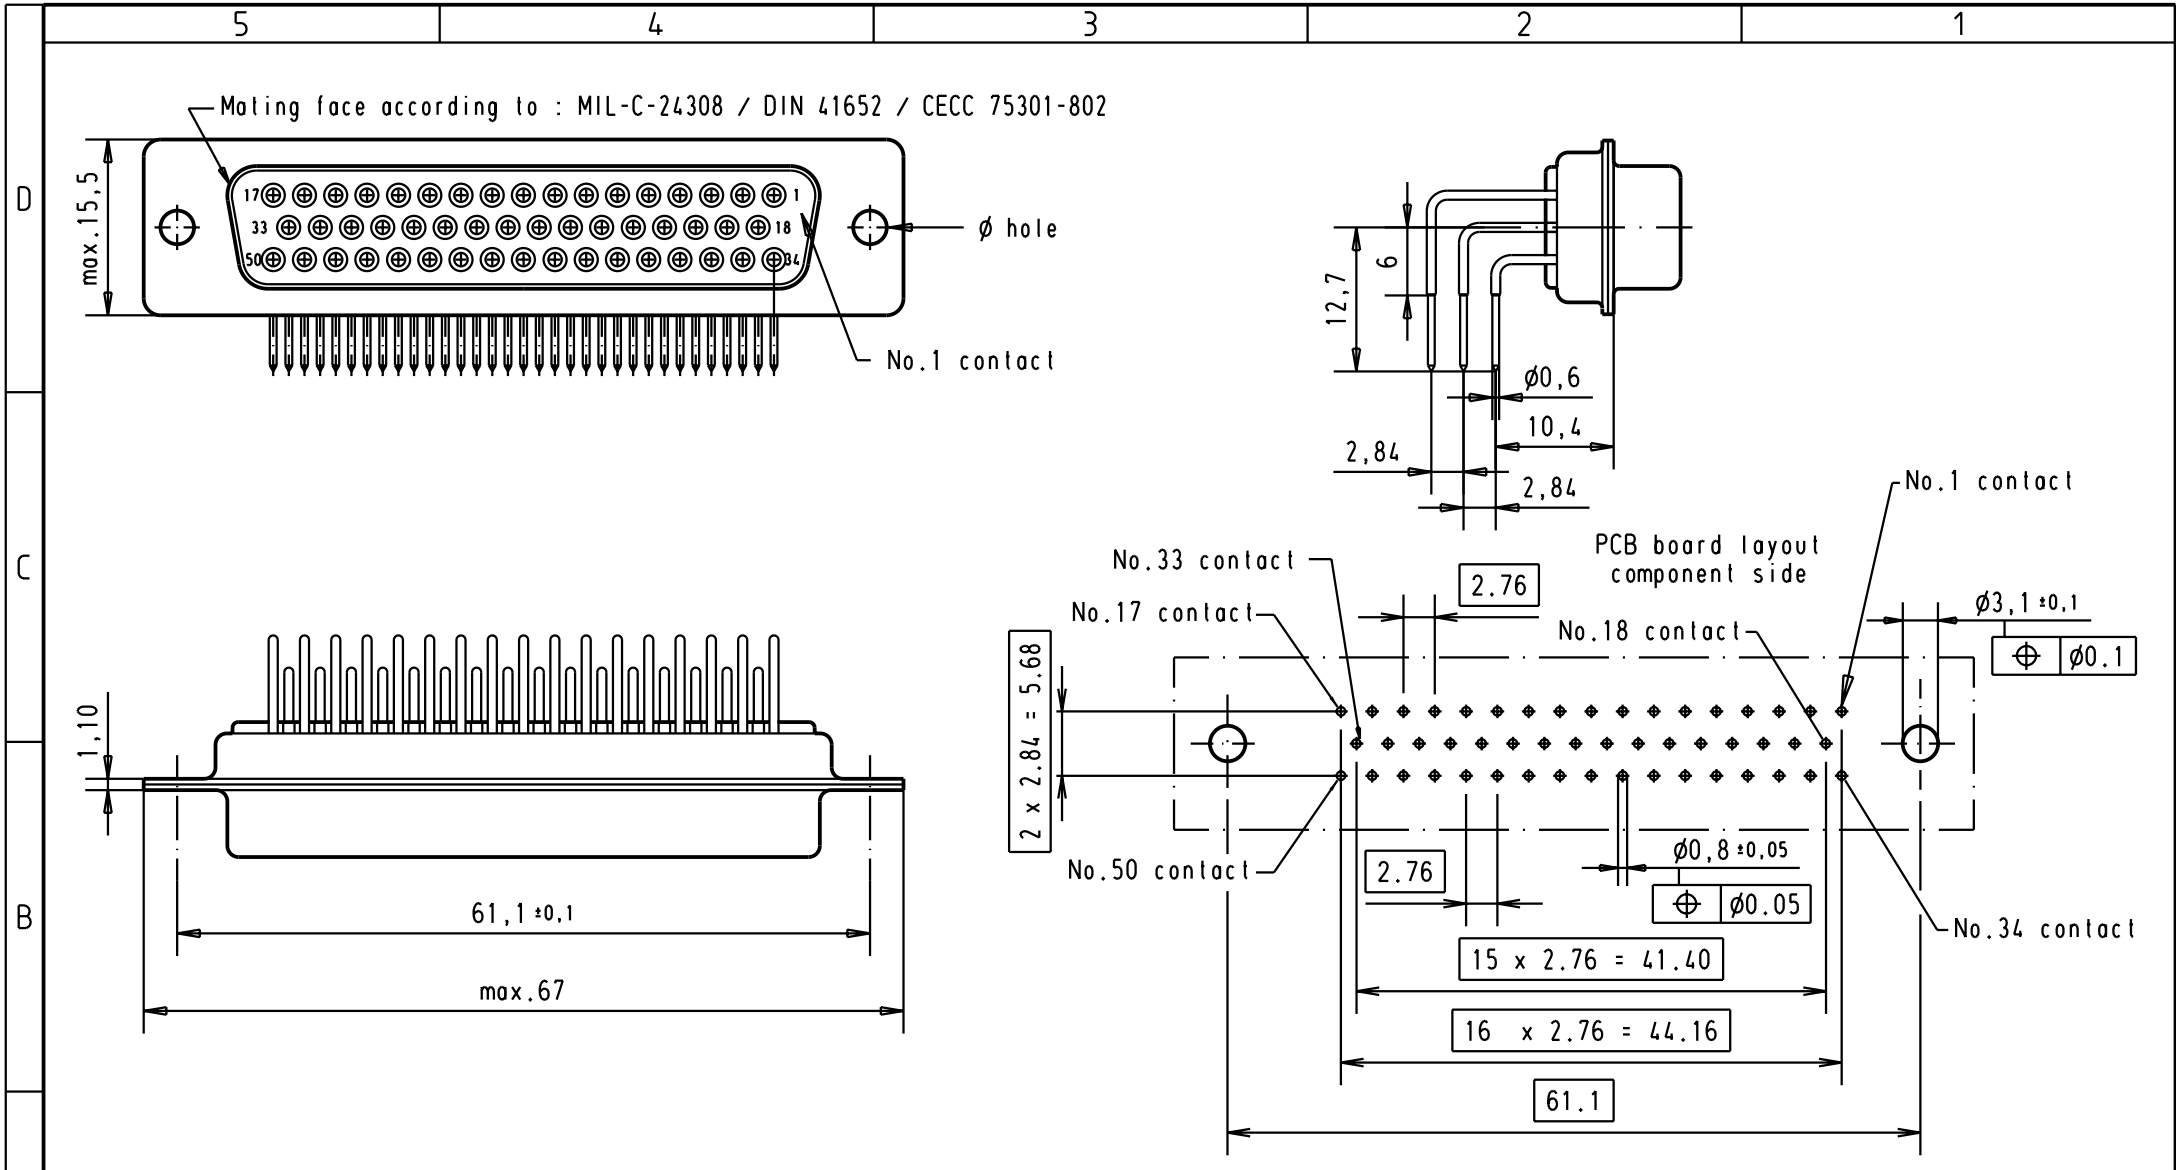 5 4 3 2 1
D
C
B
Mating face according to : MIL-C-24308 / DIN 41652 / CECC 75301-802
max.15,5
17 1
33 18
50 34
Ø hole
No.1 contact
12,7
6
Ø0,6
10,4
2,84
2,84
No.1 contact
PCB board layout
component side
No.33 contact
2.76
No.17 contact
No.18 contact
Ø3,1 ±0,1
⌖ Ø0.1
2 x 2.84 = 5.68
1,10
No.50 contact
2.76
Ø0,8 ±0,05
⌖ Ø0.05
No.34 contact
61,1 ±0,1
max.67
15 x 2.76 = 41.40
16 x 2.76 = 44.16
61.1